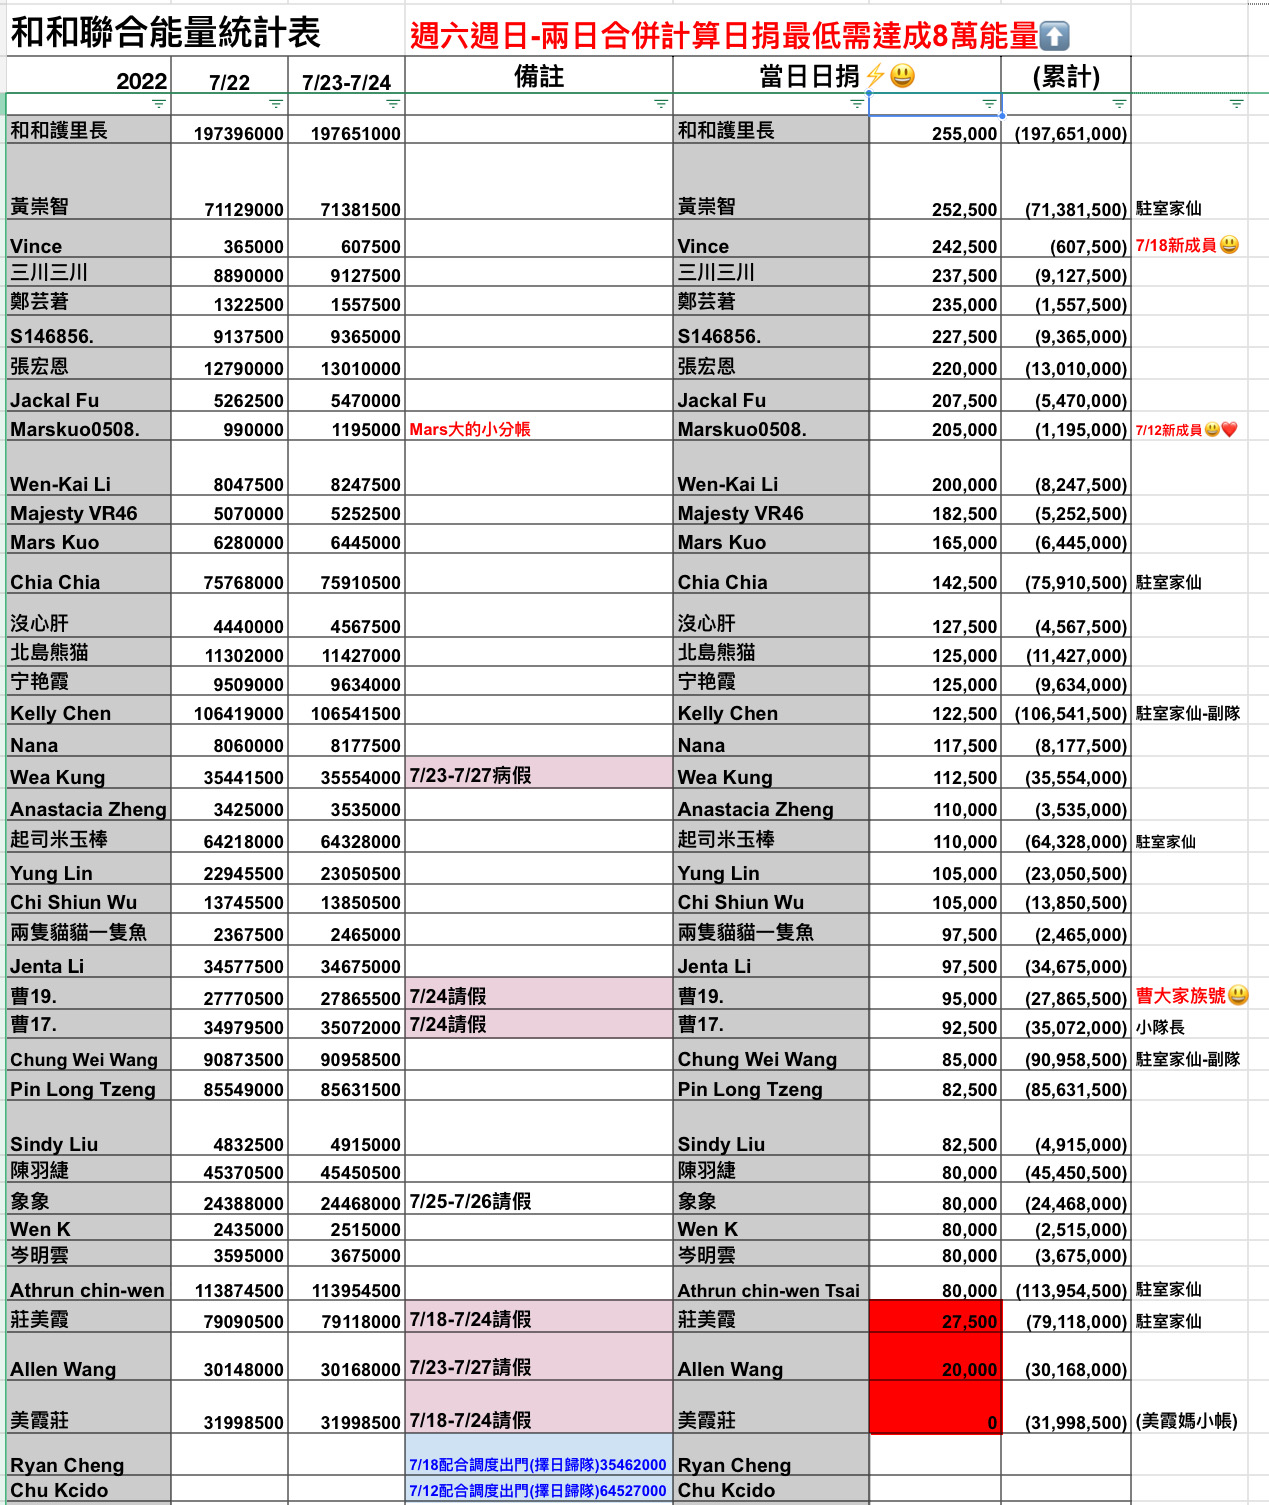 和和聯合能量統計表 週六週日-兩日合併計算日捐最低需達成8萬能量⬆️
2022 7/22 7/23-7/24 備註 當日日捐⚡😃 (累計)
和和護里長 197396000 197651000 和和護里長 255,000 (197,651,000)
黃崇智 71129000 71381500 黃崇智 252,500 (71,381,500) 駐室家仙
Vince 365000 607500 Vince 242,500 (607,500) 7/18新成員😃
三川三川 8890000 9127500 三川三川 237,500 (9,127,500)
鄭芸莙 1322500 1557500 鄭芸莙 235,000 (1,557,500)
S146856. 9137500 9365000 S146856. 227,500 (9,365,000)
張宏恩 12790000 13010000 張宏恩 220,000 (13,010,000)
Jackal Fu 5262500 5470000 Jackal Fu 207,500 (5,470,000)
Marskuo0508. 990000 1195000 Mars大的小分帳 Marskuo0508. 205,000 (1,195,000) 7/12新成員😃❤️
Wen-Kai Li 8047500 8247500 Wen-Kai Li 200,000 (8,247,500)
Majesty VR46 5070000 5252500 Majesty VR46 182,500 (5,252,500)
Mars Kuo 6280000 6445000 Mars Kuo 165,000 (6,445,000)
Chia Chia 75768000 75910500 Chia Chia 142,500 (75,910,500) 駐室家仙
沒心肝 4440000 4567500 沒心肝 127,500 (4,567,500)
北島熊猫 11302000 11427000 北島熊猫 125,000 (11,427,000)
宁艳霞 9509000 9634000 宁艳霞 125,000 (9,634,000)
Kelly Chen 106419000 106541500 Kelly Chen 122,500 (106,541,500) 駐室家仙-副隊
Nana 8060000 8177500 Nana 117,500 (8,177,500)
Wea Kung 35441500 35554000 7/23-7/27病假 Wea Kung 112,500 (35,554,000)
Anastacia Zheng 3425000 3535000 Anastacia Zheng 110,000 (3,535,000)
起司米玉棒 64218000 64328000 起司米玉棒 110,000 (64,328,000) 駐室家仙
Yung Lin 22945500 23050500 Yung Lin 105,000 (23,050,500)
Chi Shiun Wu 13745500 13850500 Chi Shiun Wu 105,000 (13,850,500)
兩隻貓貓一隻魚 2367500 2465000 兩隻貓貓一隻魚 97,500 (2,465,000)
Jenta Li 34577500 34675000 Jenta Li 97,500 (34,675,000)
曹19. 27770500 27865500 7/24請假 曹19. 95,000 (27,865,500) 曹大家族號😃
曹17. 34979500 35072000 7/24請假 曹17. 92,500 (35,072,000) 小隊長
Chung Wei Wang 90873500 90958500 Chung Wei Wang 85,000 (90,958,500) 駐室家仙-副隊
Pin Long Tzeng 85549000 85631500 Pin Long Tzeng 82,500 (85,631,500)
Sindy Liu 4832500 4915000 Sindy Liu 82,500 (4,915,000)
陳羽緁 45370500 45450500 陳羽緁 80,000 (45,450,500)
象象 24388000 24468000 7/25-7/26請假 象象 80,000 (24,468,000)
Wen K 2435000 2515000 Wen K 80,000 (2,515,000)
岑明雲 3595000 3675000 岑明雲 80,000 (3,675,000)
Athrun chin-wen 113874500 113954500 Athrun chin-wen Tsai 80,000 (113,954,500) 駐室家仙
莊美霞 79090500 79118000 7/18-7/24請假 莊美霞 27,500 (79,118,000) 駐室家仙
Allen Wang 30148000 30168000 7/23-7/27請假 Allen Wang 20,000 (30,168,000)
美霞莊 31998500 31998500 7/18-7/24請假 美霞莊 0 (31,998,500) (美霞媽小帳)
Ryan Cheng 7/18配合調度出門(擇日歸隊)35462000 Ryan Cheng
Chu Kcido 7/12配合調度出門(擇日歸隊)64527000 Chu Kcido